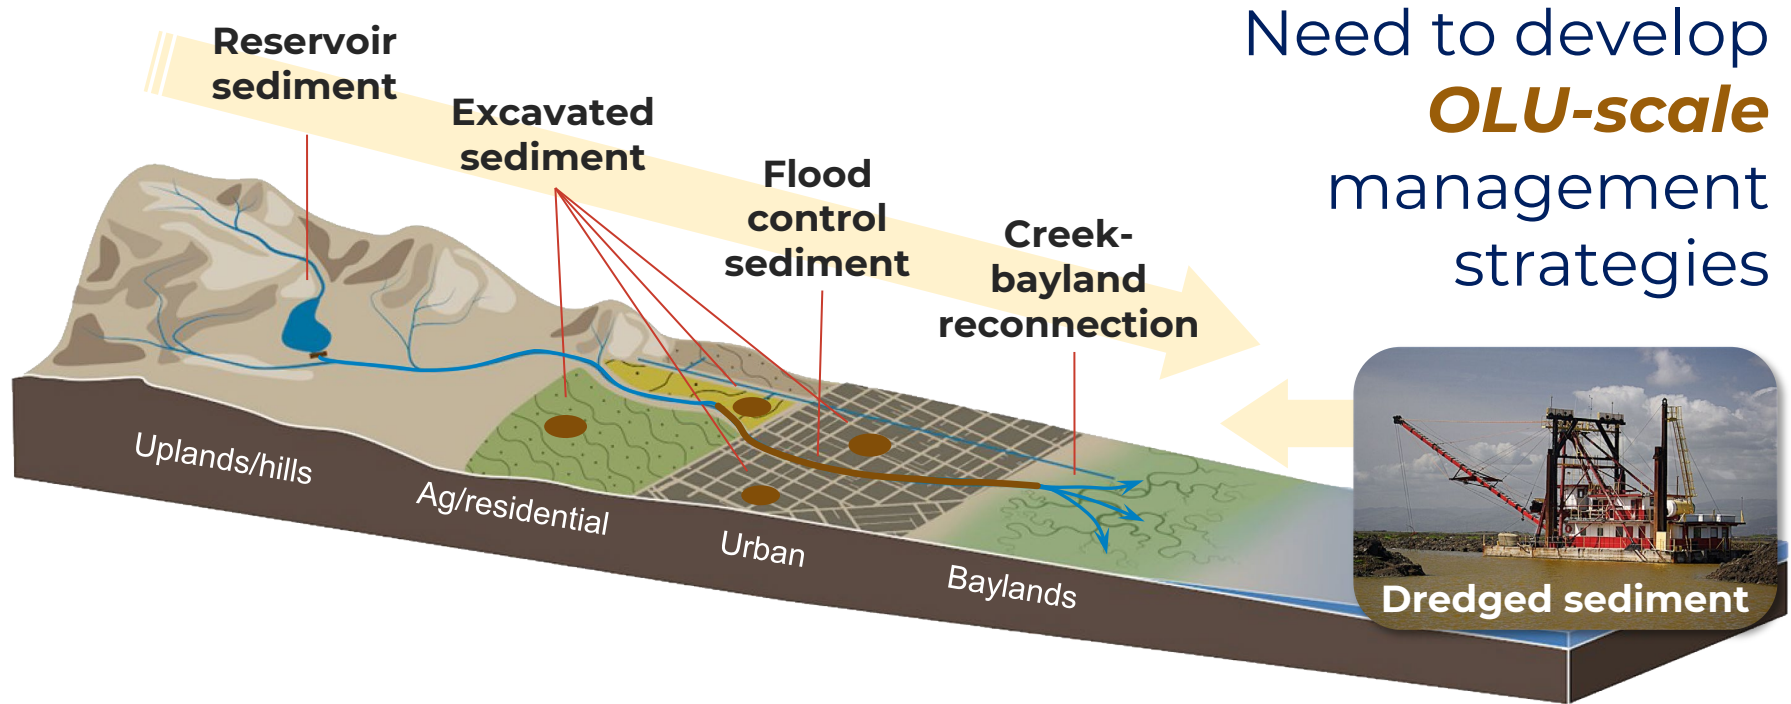 Need to develop
OLU-scale
management
strategies
Reservoir
sediment
Excavated
sediment
Flood
control
sediment
Creek-
bayland
reconnection
Uplands/hills
Ag/residential
Urban
Baylands
Dredged sediment